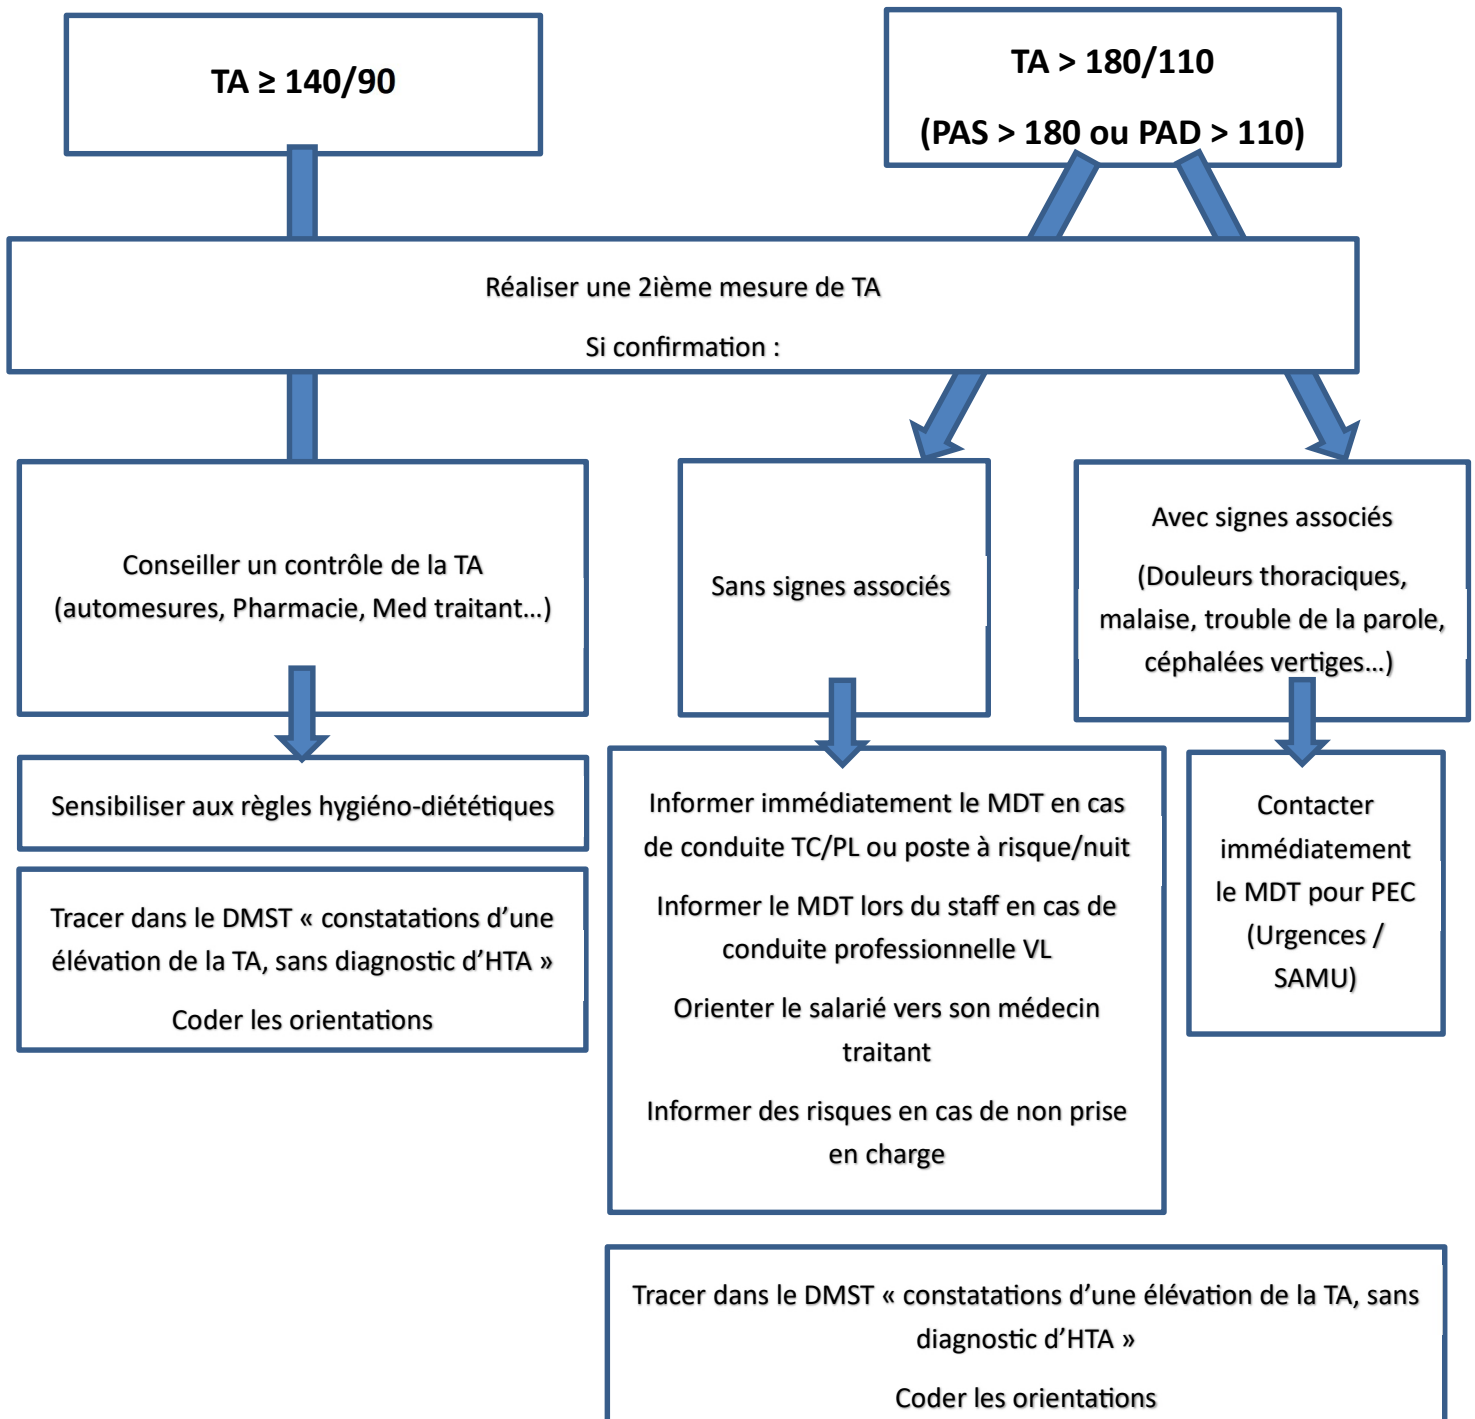 TA ≥ 140/90
TA > 180/110
(PAS > 180 ou PAD > 110)
Réaliser une 2ième mesure de TA
Si confirmation :
Conseiller un contrôle de la TA
(automesures, Pharmacie, Med traitant…)
Sans signes associés
Avec signes associés
(Douleurs thoraciques,
malaise, trouble de la parole,
céphalées vertiges…)
Sensibiliser aux règles hygiéno-diététiques
Tracer dans le DMST « constatations d’une
élévation de la TA, sans diagnostic d’HTA »
Coder les orientations
Informer immédiatement le MDT en cas
de conduite TC/PL ou poste à risque/nuit
Informer le MDT lors du staff en cas de
conduite professionnelle VL
Orienter le salarié vers son médecin
traitant
Informer des risques en cas de non prise
en charge
Contacter
immédiatement
le MDT pour PEC
(Urgences /
SAMU)
Tracer dans le DMST « constatations d’une élévation de la TA, sans
diagnostic d’HTA »
Coder les orientations